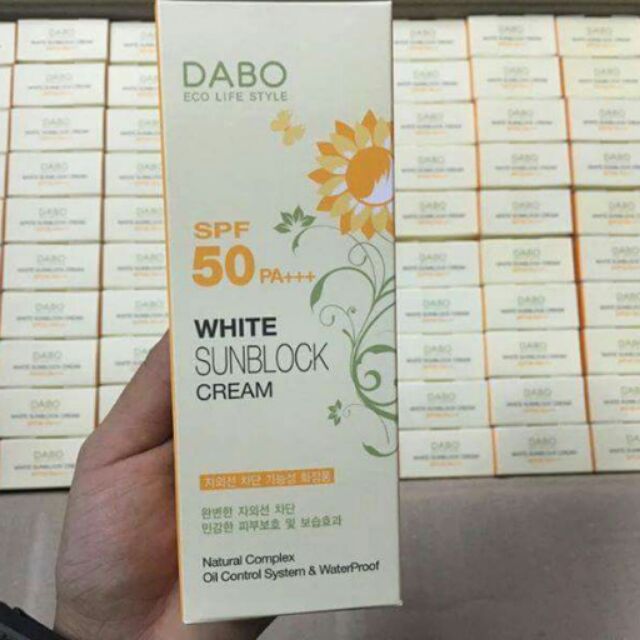 DABO
ECO LIFE STYLE
SPF
50 PA+++
WHITE
SUNBLOCK
CREAM
자외선 차단 기능성 화장품
완변한 자외선 차단
민감한 피부보호 및 보습효과
Natural Complex
Oil Control System & WaterProof